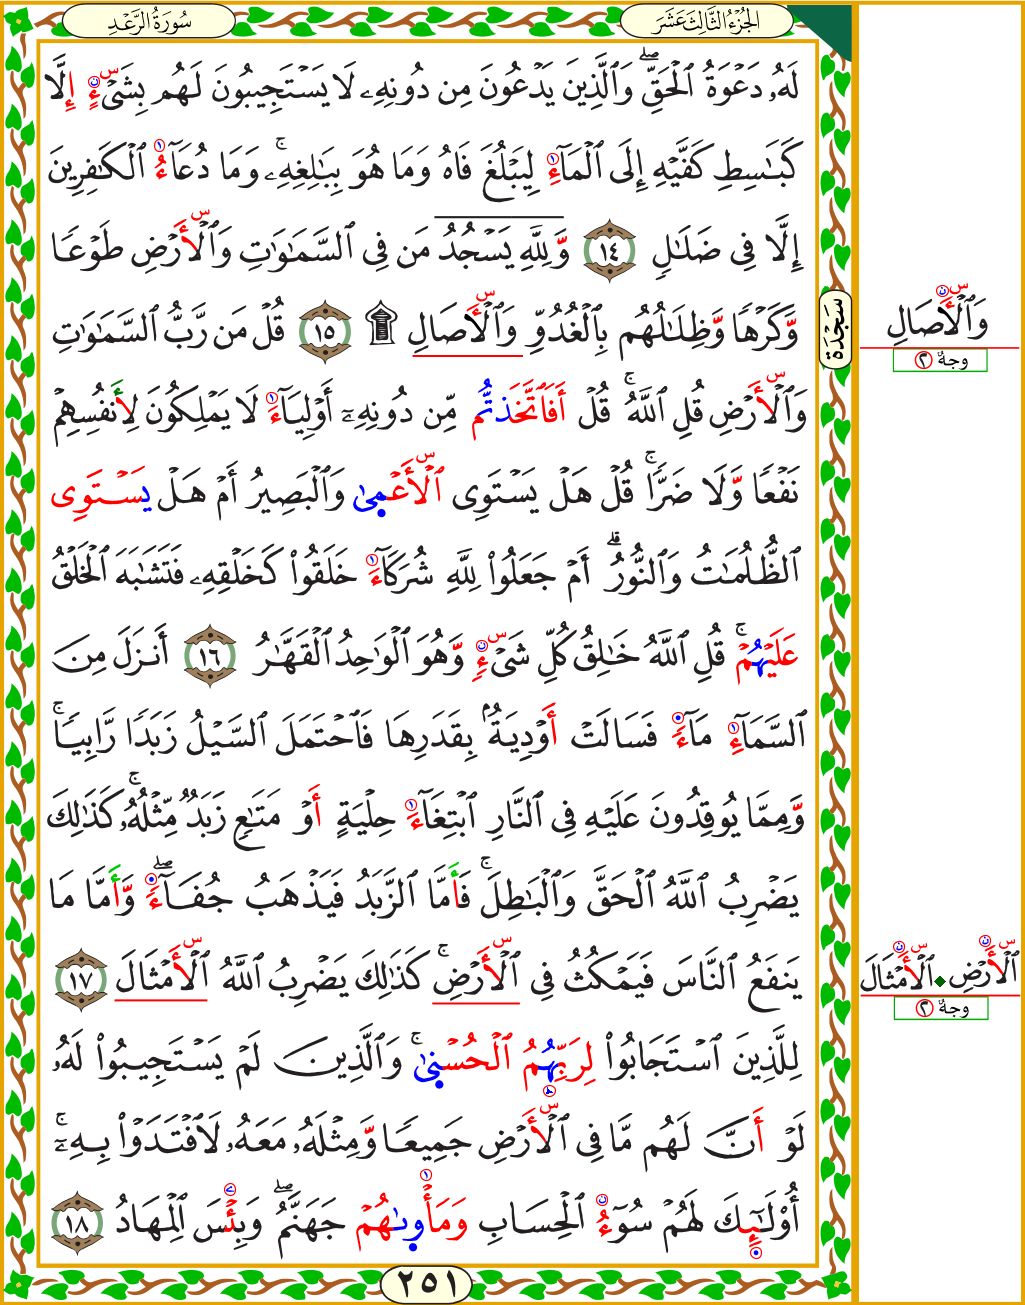 سُورَةُ الرَّعْدِ
الجُزْءُ الثَّالِثَ عَشَرَ
لَهُۥ دَعْوَةُ ٱلْحَقِّۖ وَٱلَّذِينَ يَدْعُونَ مِن دُونِهِۦ لَا يَسْتَجِيبُونَ لَهُم بِشَىْءٍ إِلَّا
كَبَـٰسِطِ كَفَّيْهِ إِلَى ٱلْمَآءِ لِيَبْلُغَ فَاهُ وَمَا هُوَ بِبَـٰلِغِهِۦۚ وَمَا دُعَآءُ ٱلْكَـٰفِرِينَ
إِلَّا فِى ضَلَـٰلٍ ١٤ وَّلِلَّهِ يَسْجُدُ مَن فِى ٱلسَّمَـٰوَٰتِ وَٱلْأَرْضِ طَوْعًا
وَّكَرْهًا وَّظِلَـٰلُهُم بِٱلْغُدُوِّ وَٱلْأَصَالِ ۩ ١٥ قُلْ مَن رَّبُّ ٱلسَّمَـٰوَٰتِ
وَٱلْأَرْضِ قُلِ ٱللَّهُۚ قُلْ أَفَٱتَّخَذتُّم مِّن دُونِهِۦٓ أَوْلِيَآءَ لَا يَمْلِكُونَ لِأَنفُسِهِمْ
نَفْعًا وَّلَا ضَرًّاۚ قُلْ هَلْ يَسْتَوِى ٱلْأَعْمِىٰ وَٱلْبَصِيرُ أَمْ هَلْ يَسْتَوِى
ٱلظُّلُمَـٰتُ وَٱلنُّورُۗ أَمْ جَعَلُوا۟ لِلَّهِ شُرَكَآءَ خَلَقُوا۟ كَخَلْقِهِۦ فَتَشَـٰبَهَ ٱلْخَلْقُ
عَلَيْهُمْۚ قُلِ ٱللَّهُ خَـٰلِقُ كُلِّ شَىْءٍ وَّهُوَ ٱلْوَٰحِدُ ٱلْقَهَّـٰرُ ١٦ أَنزَلَ مِنَ
ٱلسَّمَآءِ مَآءً فَسَالَتْ أَوْدِيَةٌۢ بِقَدَرِهَا فَٱحْتَمَلَ ٱلسَّيْلُ زَبَدًا رَّابِيًاۚ
وَّمِمَّا يُوقِدُونَ عَلَيْهِ فِى ٱلنَّارِ ٱبْتِغَآءَ حِلْيَةٍ أَوْ مَتَـٰعٍ زَبَدٌ مِّثْلُهُۥۚ كَذَٰلِكَ
يَضْرِبُ ٱللَّهُ ٱلْحَقَّ وَٱلْبَـٰطِلَۚ فَأَمَّا ٱلزَّبَدُ فَيَذْهَبُ جُفَآءًۖ وَّأَمَّا مَا
يَنفَعُ ٱلنَّاسَ فَيَمْكُثُ فِى ٱلْأَرْضِۚ كَذَٰلِكَ يَضْرِبُ ٱللَّهُ ٱلْأَمْثَالَ ١٧
لِلَّذِينَ ٱسْتَجَابُوا۟ لِرَبِّهُمُ ٱلْحُسْنِىٰۚ وَٱلَّذِينَ لَمْ يَسْتَجِيبُوا۟ لَهُۥ
لَوْ أَنَّ لَهُم مَّا فِى ٱلْأَرْضِ جَمِيعًا وَّمِثْلَهُۥ مَعَهُۥ لَٱفْتَدَوْا۟ بِهِۦٓۚ
أُو۟لَـٰٓئِكَ لَهُمْ سُوٓءُ ٱلْحِسَابِ وَمَأْوِىٰهُمْ جَهَنَّمُۖ وَبِئْسَ ٱلْمِهَادُ ١٨
سَجْدَة
وَٱلْأَصَالِ
وجه ٢
ٱلْأَرْضِ ٱلْأَمْثَالَ
وجه ٢
٢٥١